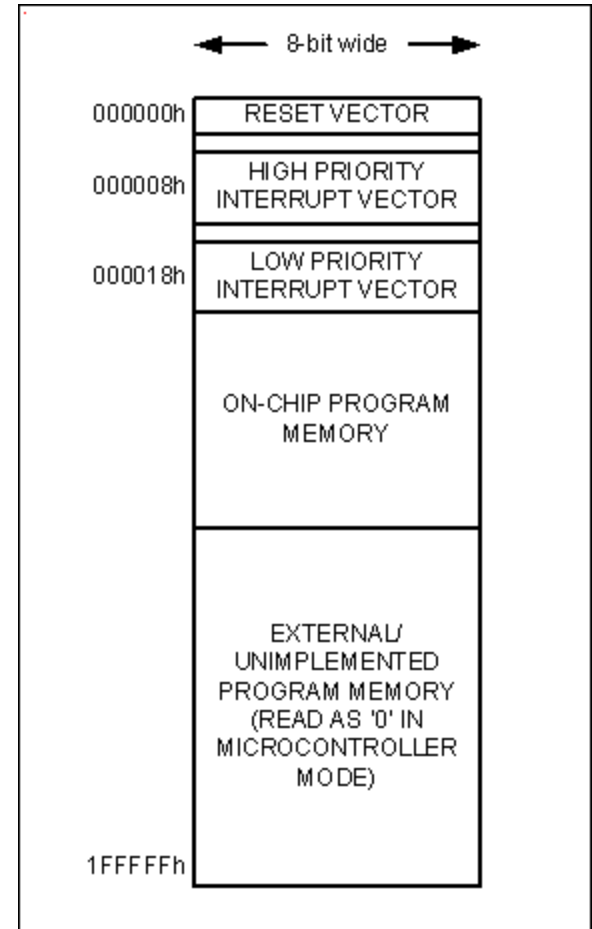 8-bit wide
000000h
RESET VECTOR
000008h
HIGH PRIORITY
INTERRUPT VECTOR
000018h
LOW PRIORITY
INTERRUPT VECTOR
ON-CHIP PROGRAM
MEMORY
EXTERNAL/
UNIMPLEMENTED
PROGRAM MEMORY
(READ AS '0' IN
MICROCONTROLLER
MODE)
1FFFFFh